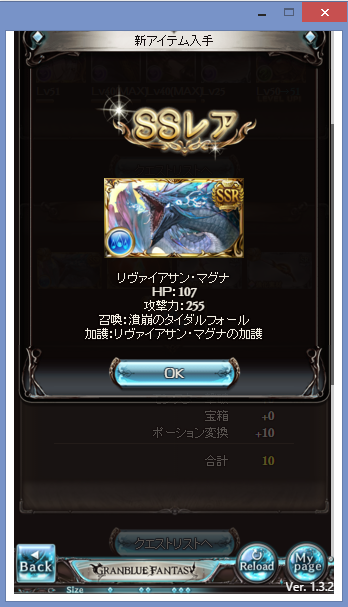 新アイテム入手
SSレア
SSR
リヴァイアサン・マグナ
HP：107
攻撃力：255
召喚：潰崩のタイダルフォール
加護：リヴァイアサン・マグナの加護
OK
宝箱 +0
ポーション変換 +10
合計 10
クエストリストへ
Back
GRANBLUE FANTASY
Reload
My page
Size
Ver. 1.3.2